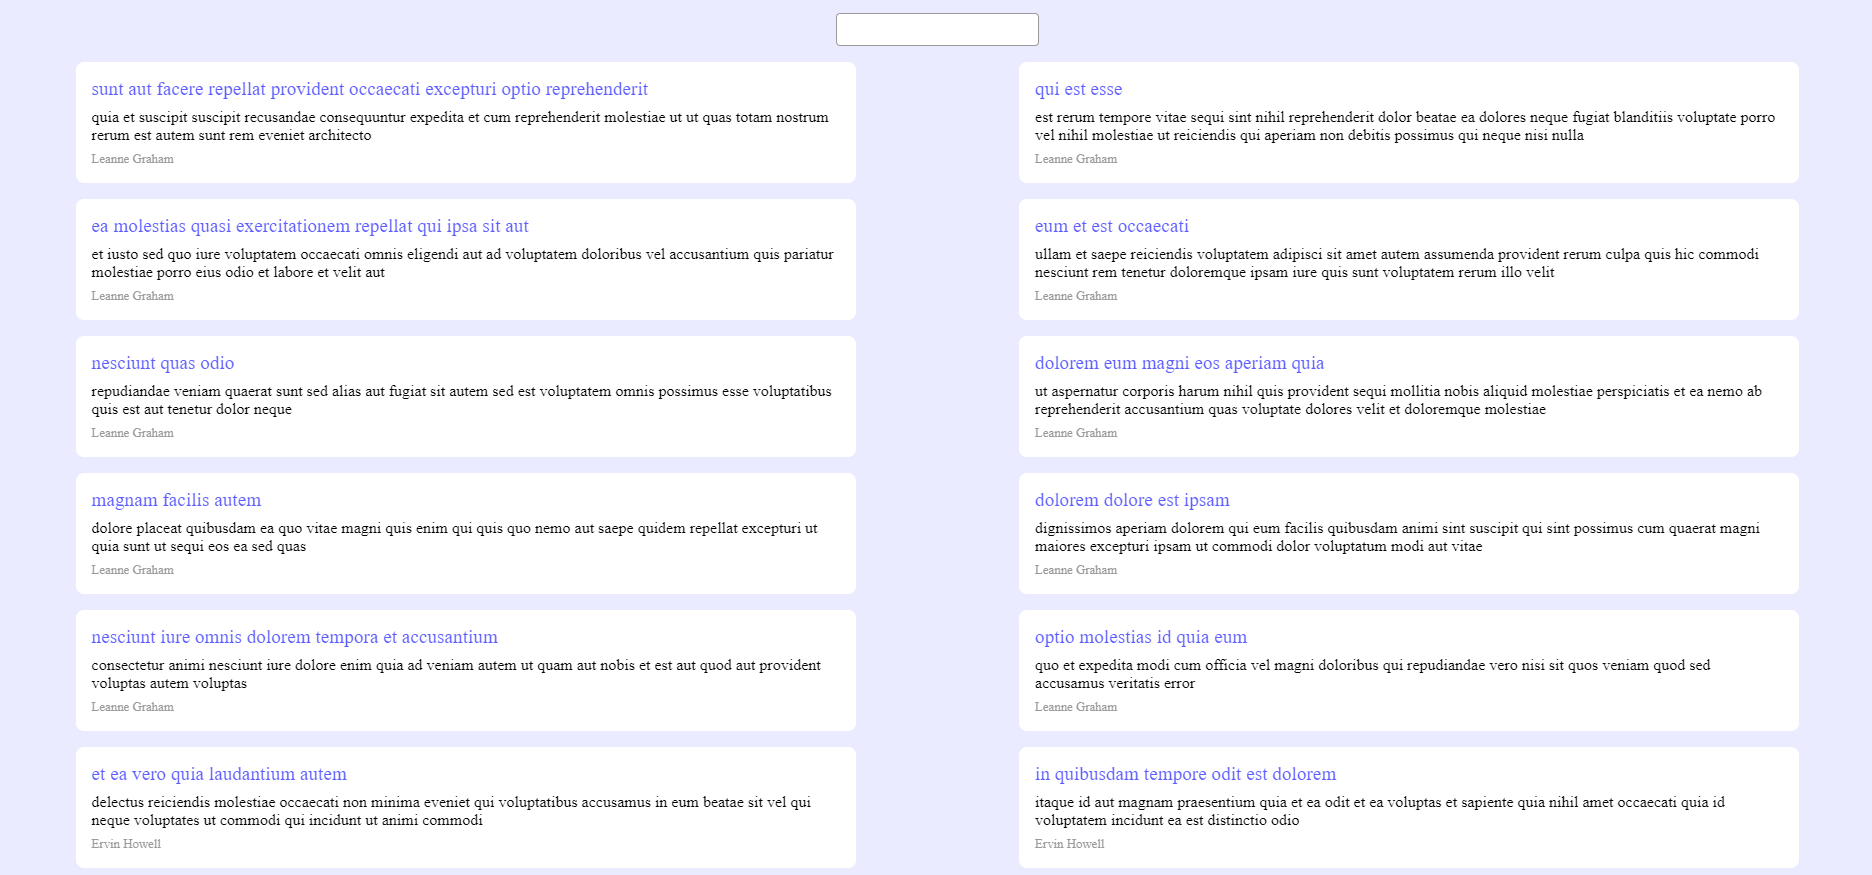 sunt aut facere repellat provident occaecati excepturi optio reprehenderit
quia et suscipit suscipit recusandae consequuntur expedita et cum reprehenderit molestiae ut ut quas totam nostrum
rerum est autem sunt rem eveniet architecto
Leanne Graham
qui est esse
est rerum tempore vitae sequi sint nihil reprehenderit dolor beatae ea dolores neque fugiat blanditiis voluptate porro
vel nihil molestiae ut reiciendis qui aperiam non debitis possimus qui neque nisi nulla
Leanne Graham
ea molestias quasi exercitationem repellat qui ipsa sit aut
et iusto sed quo iure voluptatem occaecati omnis eligendi aut ad voluptatem doloribus vel accusantium quis pariatur
molestiae porro eius odio et labore et velit aut
Leanne Graham
eum et est occaecati
ullam et saepe reiciendis voluptatem adipisci sit amet autem assumenda provident rerum culpa quis hic commodi
nesciunt rem tenetur doloremque ipsam iure quis sunt voluptatem rerum illo velit
Leanne Graham
nesciunt quas odio
repudiandae veniam quaerat sunt sed alias aut fugiat sit autem sed est voluptatem omnis possimus esse voluptatibus
quis est aut tenetur dolor neque
Leanne Graham
dolorem eum magni eos aperiam quia
ut aspernatur corporis harum nihil quis provident sequi mollitia nobis aliquid molestiae perspiciatis et ea nemo ab
reprehenderit accusantium quas voluptate dolores velit et doloremque molestiae
Leanne Graham
magnam facilis autem
dolore placeat quibusdam ea quo vitae magni quis enim qui quis quo nemo aut saepe quidem repellat excepturi ut
quia sunt ut sequi eos ea sed quas
Leanne Graham
dolorem dolore est ipsam
dignissimos aperiam dolorem qui eum facilis quibusdam animi sint suscipit qui sint possimus cum quaerat magni
maiores excepturi ipsam ut commodi dolor voluptatum modi aut vitae
Leanne Graham
nesciunt iure omnis dolorem tempora et accusantium
consectetur animi nesciunt iure dolore enim quia ad veniam autem ut quam aut nobis et est aut quod aut provident
voluptas autem voluptas
Leanne Graham
optio molestias id quia eum
quo et expedita modi cum officia vel magni doloribus qui repudiandae vero nisi sit quos veniam quod sed
accusamus veritatis error
Leanne Graham
et ea vero quia laudantium autem
delectus reiciendis molestiae occaecati non minima eveniet qui voluptatibus accusamus in eum beatae sit vel qui
neque voluptates ut commodi qui incidunt ut animi commodi
Ervin Howell
in quibusdam tempore odit est dolorem
itaque id aut magnam praesentium quia et ea odit et ea voluptas et sapiente quia nihil amet occaecati quia id
voluptatem incidunt ea est distinctio odio
Ervin Howell